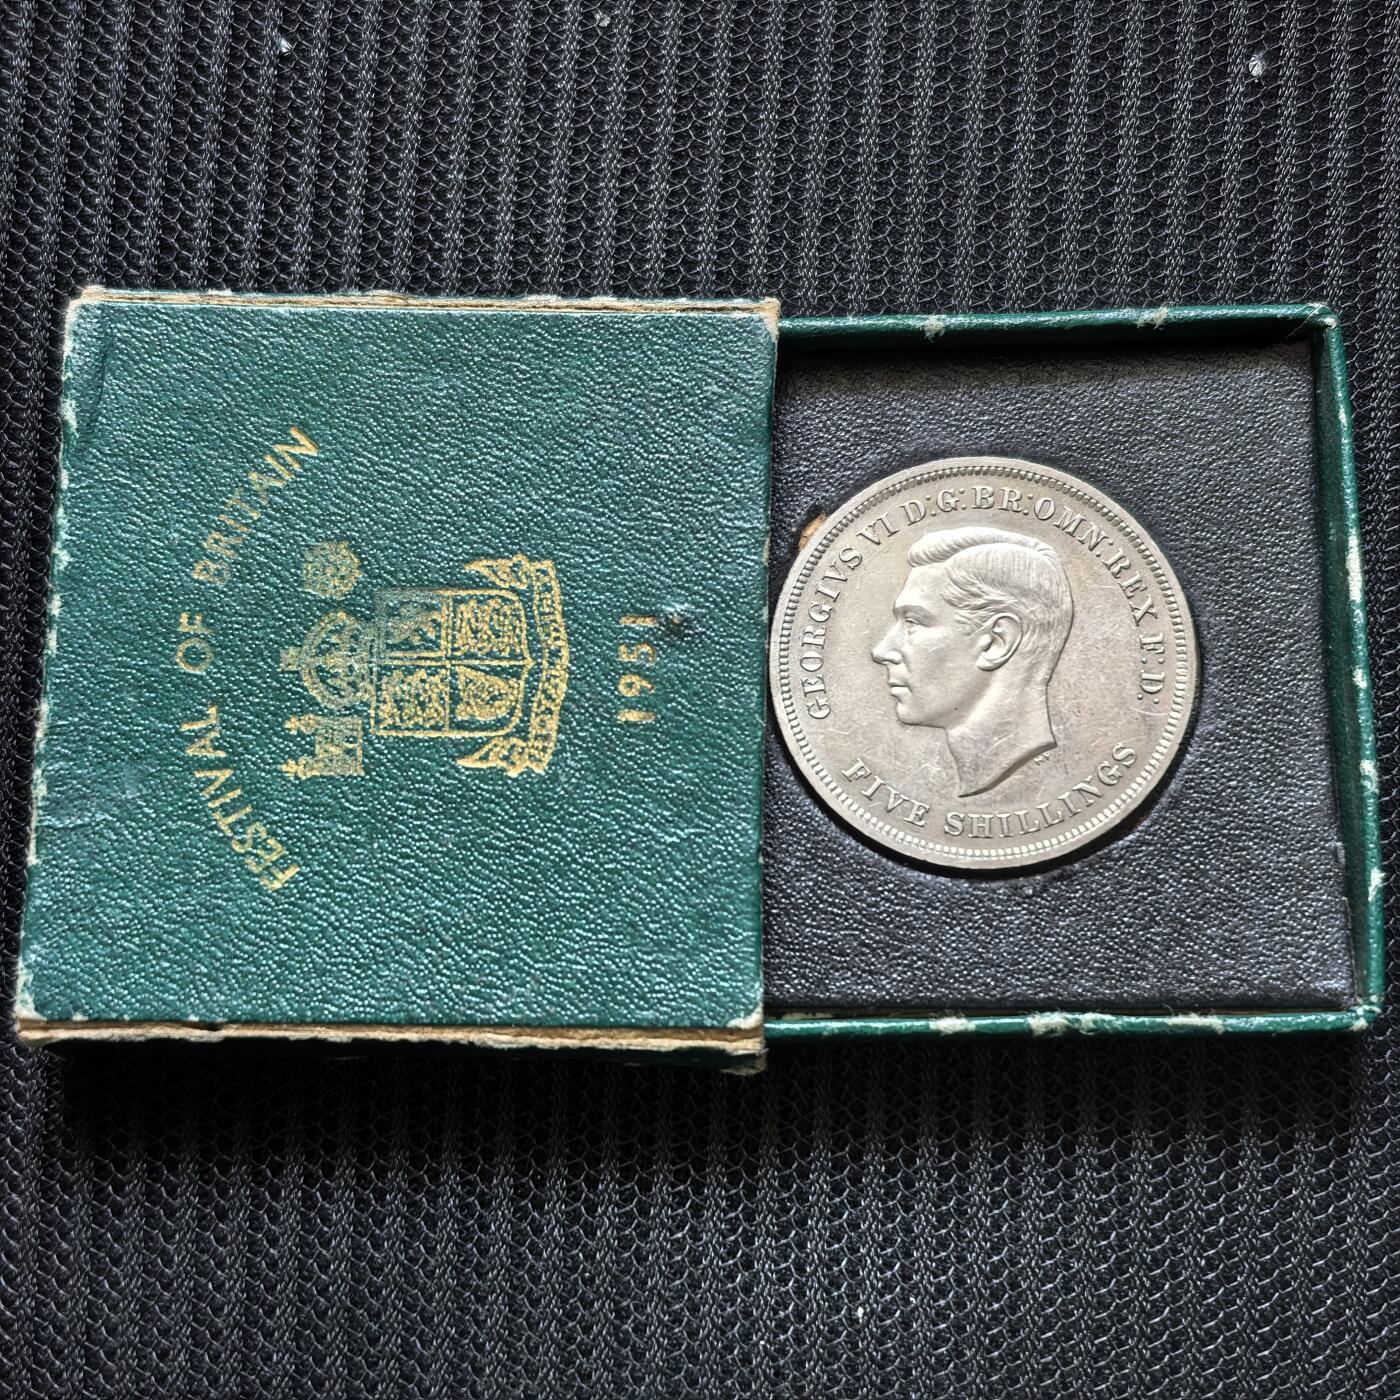 FESTIVAL OF BRITAIN
1951
GEORGIVS VI D:G:BR:OMN:REX F:D:
FIVE SHILLINGS